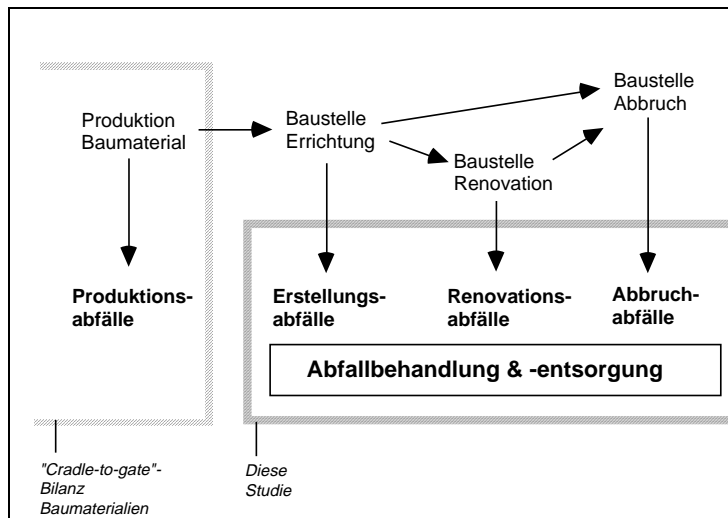 Produktion
Baumaterial
Baustelle
Errichtung
Baustelle
Renovation
Baustelle
Abbruch
Produktions-
abfälle
Erstellungs-
abfälle
Renovations-
abfälle
Abbruch-
abfälle
Abfallbehandlung & -entsorgung
"Cradle-to-gate"-
Bilanz
Baumaterialien
Diese
Studie